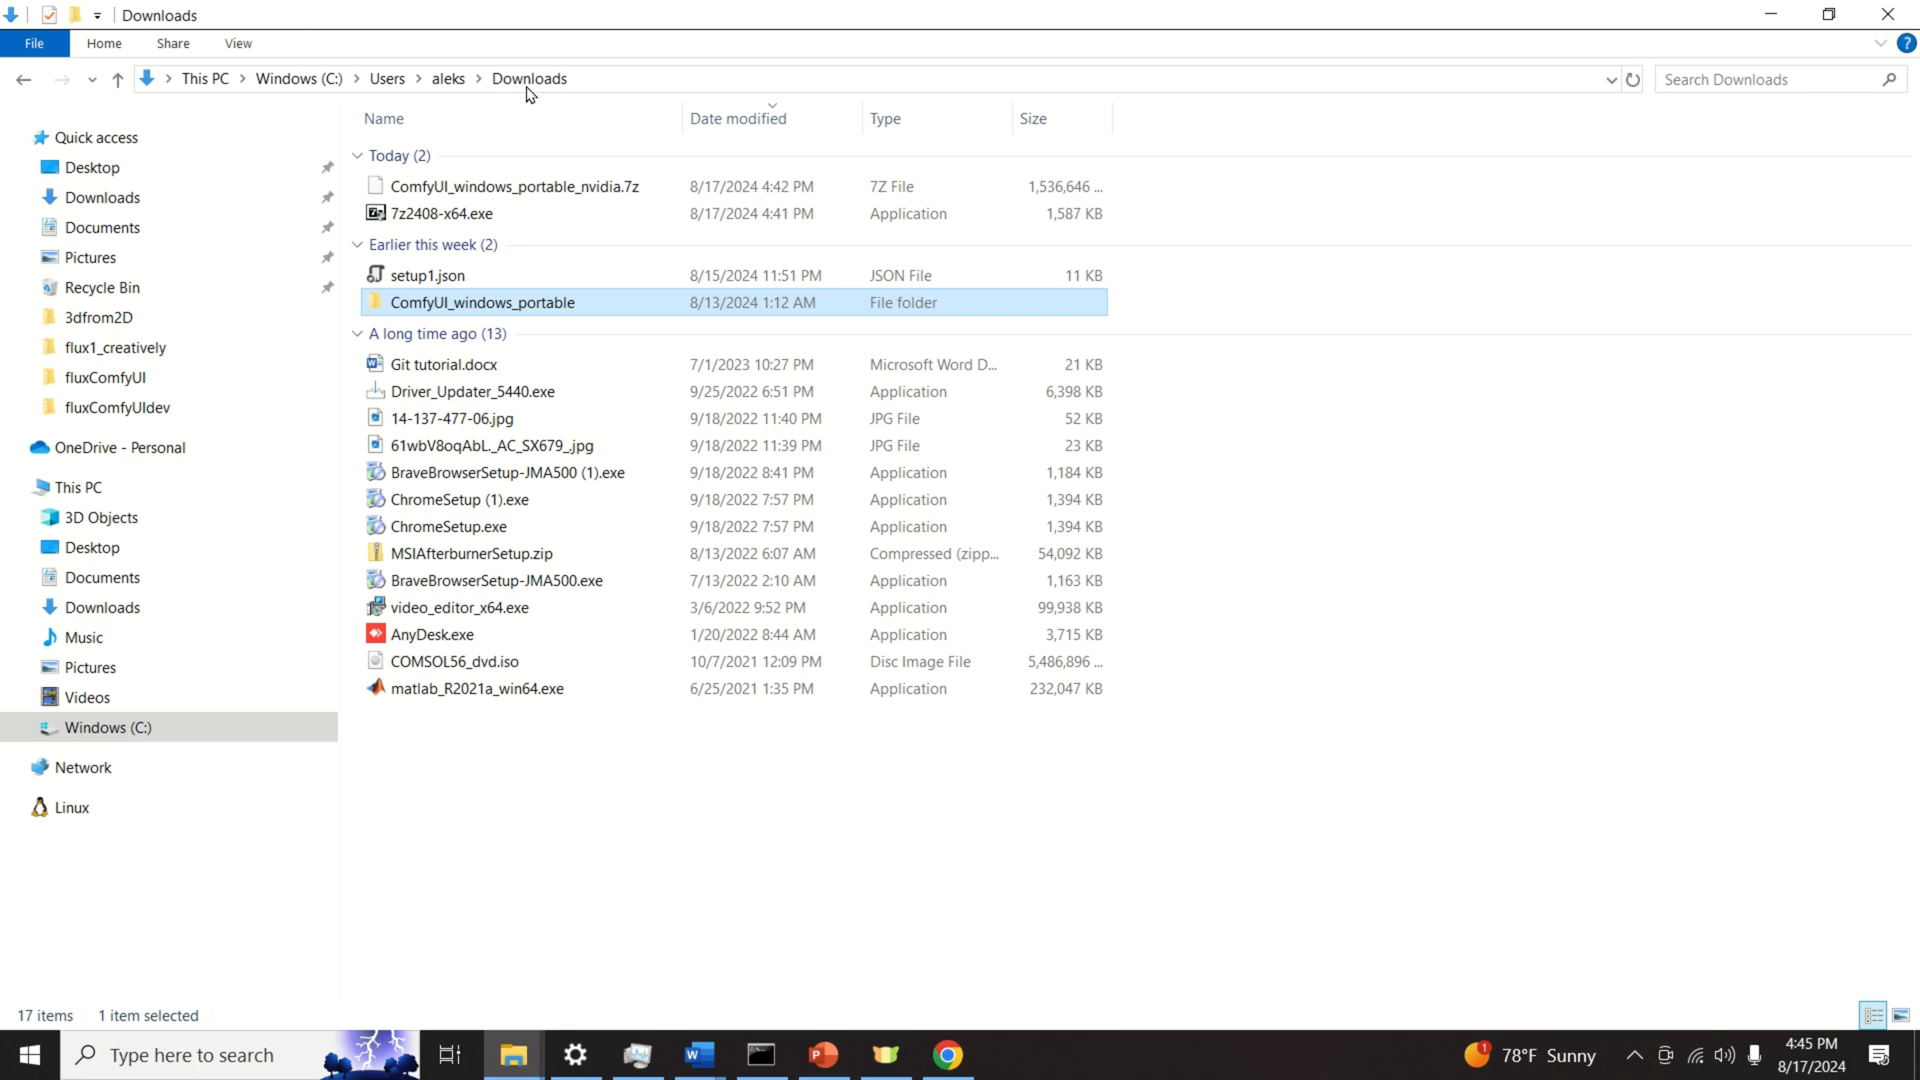 Downloads
File Home Share View
This PC Windows (C:) Users aleks Downloads
Search Downloads
Name Date modified Type Size
Quick access
Desktop
Downloads
Documents
Pictures
Recycle Bin
3dfrom2D
flux1_creatively
fluxComfyUI
fluxComfyUIdev
OneDrive - Personal
This PC
3D Objects
Desktop
Documents
Downloads
Music
Pictures
Videos
Windows (C:)
Network
Linux
Today (2)
ComfyUI_windows_portable_nvidia.7z 8/17/2024 4:42 PM 7Z File 1,536,646 ...
7z2408-x64.exe 8/17/2024 4:41 PM Application 1,587 KB
Earlier this week (2)
setup1.json 8/15/2024 11:51 PM JSON File 11 KB
ComfyUI_windows_portable 8/13/2024 1:12 AM File folder
A long time ago (13)
Git tutorial.docx 7/1/2023 10:27 PM Microsoft Word D... 21 KB
Driver_Updater_5440.exe 9/25/2022 6:51 PM Application 6,398 KB
14-137-477-06.jpg 9/18/2022 11:40 PM JPG File 52 KB
61wbV8oqAbL._AC_SX679_.jpg 9/18/2022 11:39 PM JPG File 23 KB
BraveBrowserSetup-JMA500 (1).exe 9/18/2022 8:41 PM Application 1,184 KB
ChromeSetup (1).exe 9/18/2022 7:57 PM Application 1,394 KB
ChromeSetup.exe 9/18/2022 7:57 PM Application 1,394 KB
MSIAfterburnerSetup.zip 8/13/2022 6:07 AM Compressed (zipp... 54,092 KB
BraveBrowserSetup-JMA500.exe 7/13/2022 2:10 AM Application 1,163 KB
video_editor_x64.exe 3/6/2022 9:52 PM Application 99,938 KB
AnyDesk.exe 1/20/2022 8:44 AM Application 3,715 KB
COMSOL56_dvd.iso 10/7/2021 12:09 PM Disc Image File 5,486,896 ...
matlab_R2021a_win64.exe 6/25/2021 1:35 PM Application 232,047 KB
17 items 1 item selected
Type here to search
78°F Sunny
4:45 PM
8/17/2024